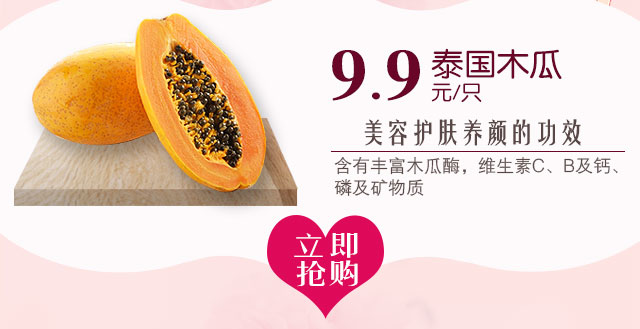 9.9 泰国木瓜
元/只
美容护肤养颜的功效
含有丰富木瓜酶，维生素C、B及钙、
磷及矿物质
立即
抢购